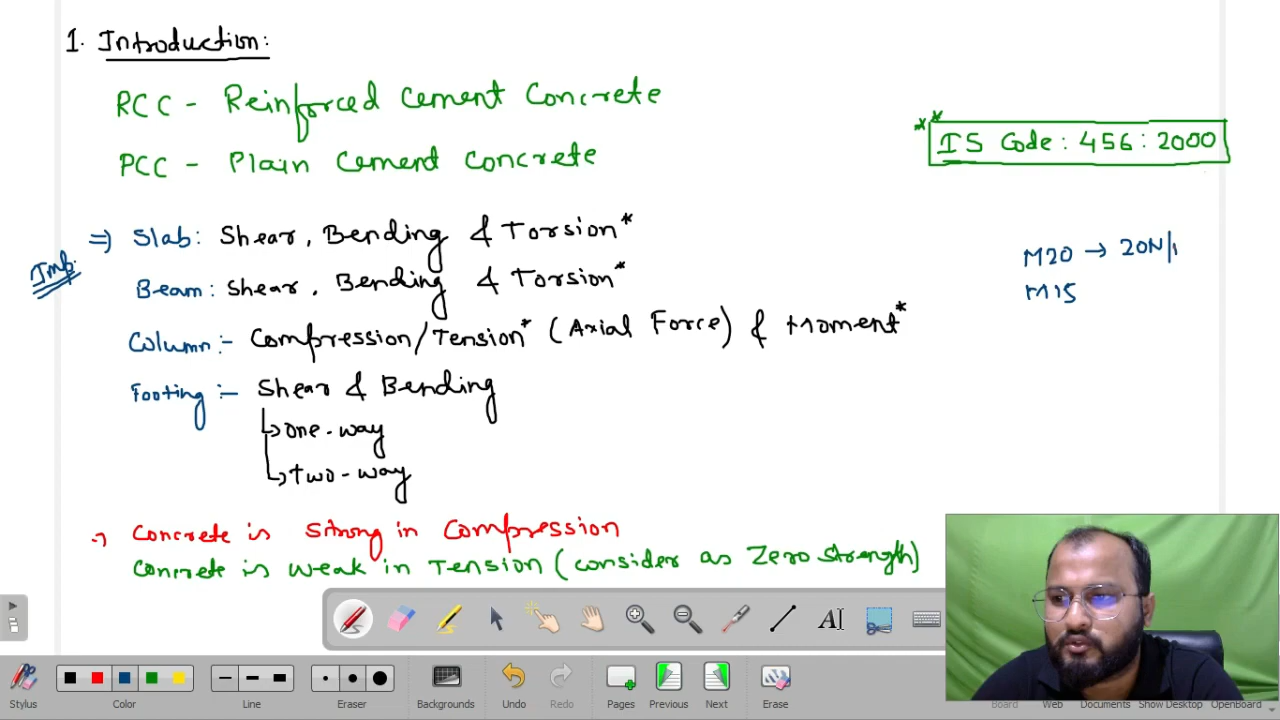 1. Introduction:
RCC - Reinforced Cement Concrete
PCC - Plain Cement Concrete
** IS Code: 456: 2000
Imp.
⇒ Slab: Shear, Bending & Torsion*
Beam: Shear, Bending & Torsion*
Column:- Compression/Tension* (Axial Force) & Moment*
Footing :- Shear & Bending
↳ one-way
↳ two-way
M20 → 20N/
M15
→ Concrete is strong in Compression
Concrete is weak in Tension (consider as Zero Strength)
Styles
Color
Line
Eraser
Backgrounds
Undo
Redo
Pages
Previous
Next
Erase
Board
Web
Documents
Show Desktop
OpenBoard